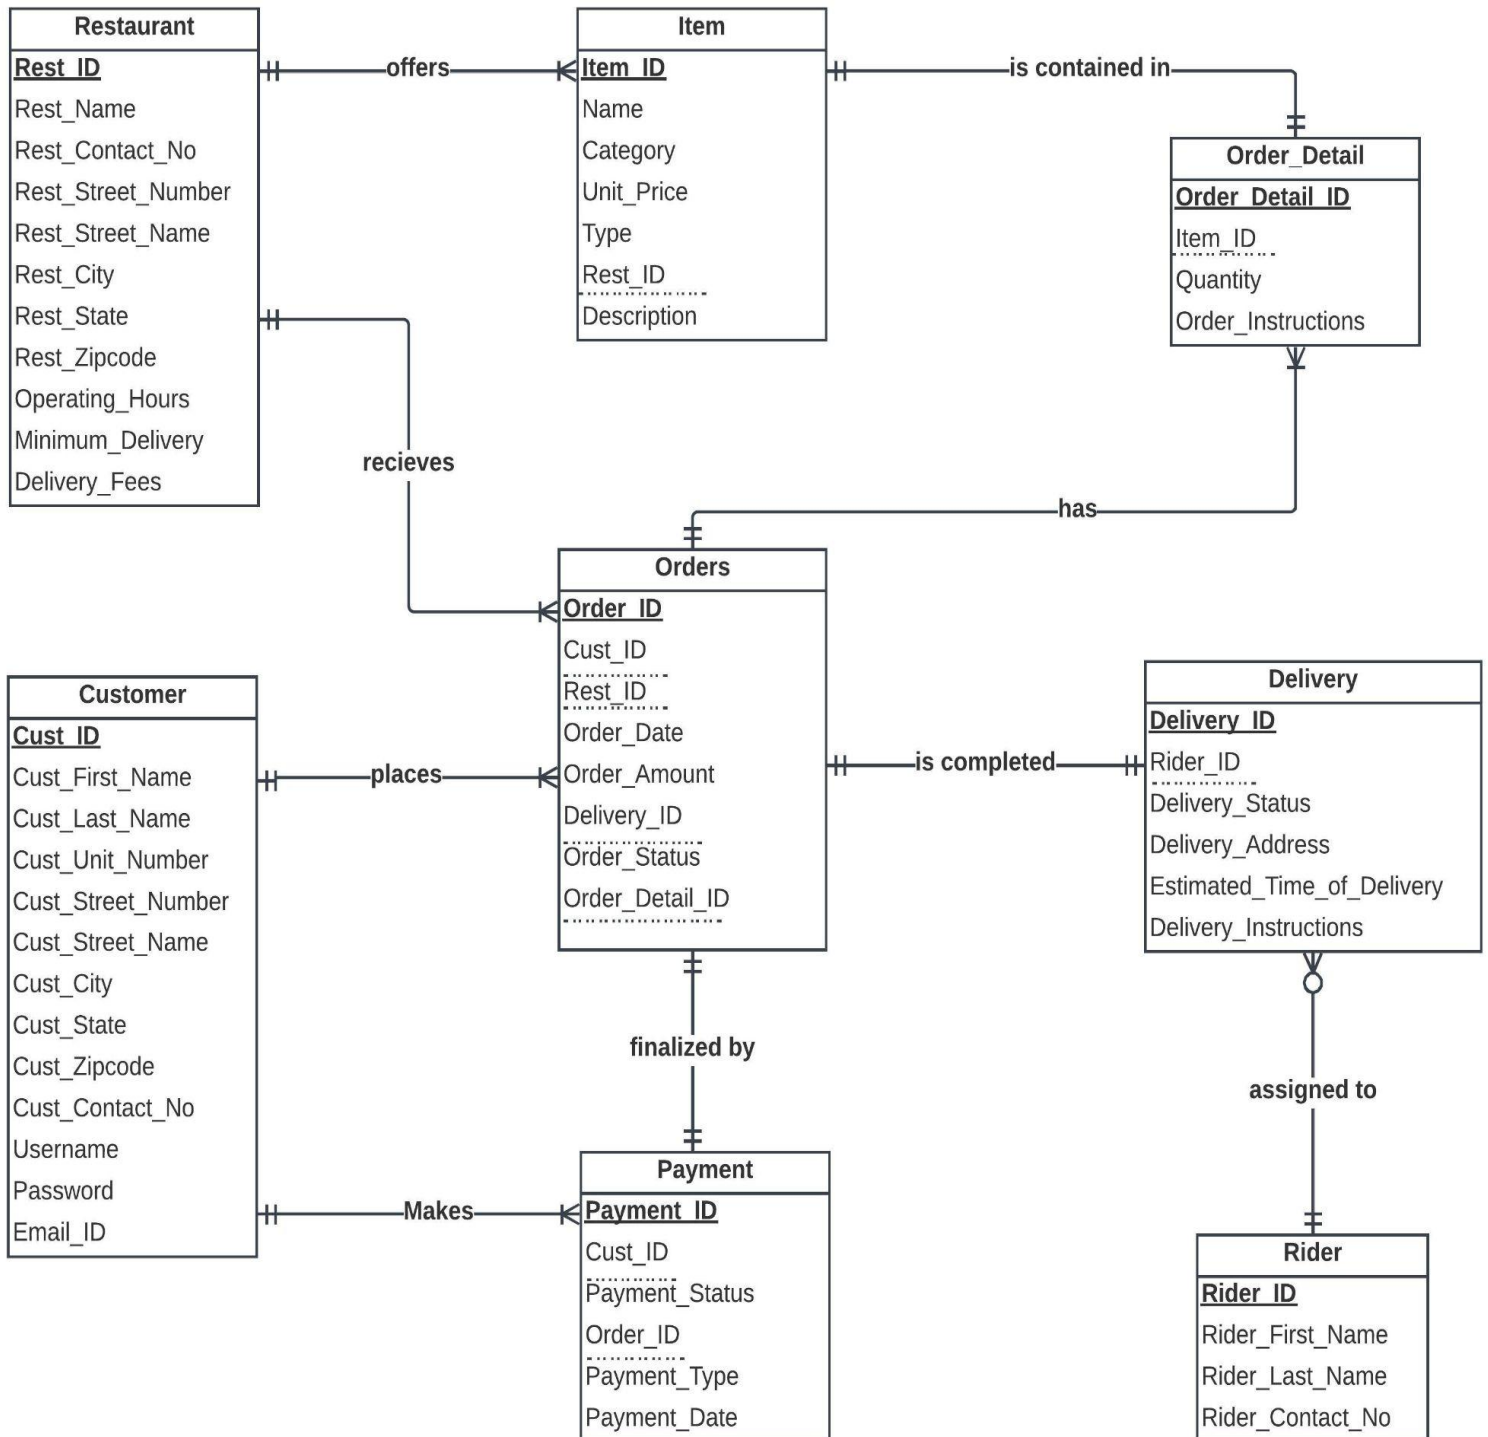 Restaurant
Rest_ID
Rest_Name
Rest_Contact_No
Rest_Street_Number
Rest_Street_Name
Rest_City
Rest_State
Rest_Zipcode
Operating_Hours
Minimum_Delivery
Delivery_Fees
offers
Item
Item_ID
Name
Category
Unit_Price
Type
Rest_ID
Description
is contained in
Order_Detail
Order_Detail_ID
Item_ID
Quantity
Order_Instructions
recieves
has
Orders
Order_ID
Cust_ID
Rest_ID
Order_Date
Order_Amount
Delivery_ID
Order_Status
Order_Detail_ID
Customer
Cust_ID
Cust_First_Name
Cust_Last_Name
Cust_Unit_Number
Cust_Street_Number
Cust_Street_Name
Cust_City
Cust_State
Cust_Zipcode
Cust_Contact_No
Username
Password
Email_ID
places
is completed
Delivery
Delivery_ID
Rider_ID
Delivery_Status
Delivery_Address
Estimated_Time_of_Delivery
Delivery_Instructions
finalized by
assigned to
Makes
Payment
Payment_ID
Cust_ID
Payment_Status
Order_ID
Payment_Type
Payment_Date
Rider
Rider_ID
Rider_First_Name
Rider_Last_Name
Rider_Contact_No